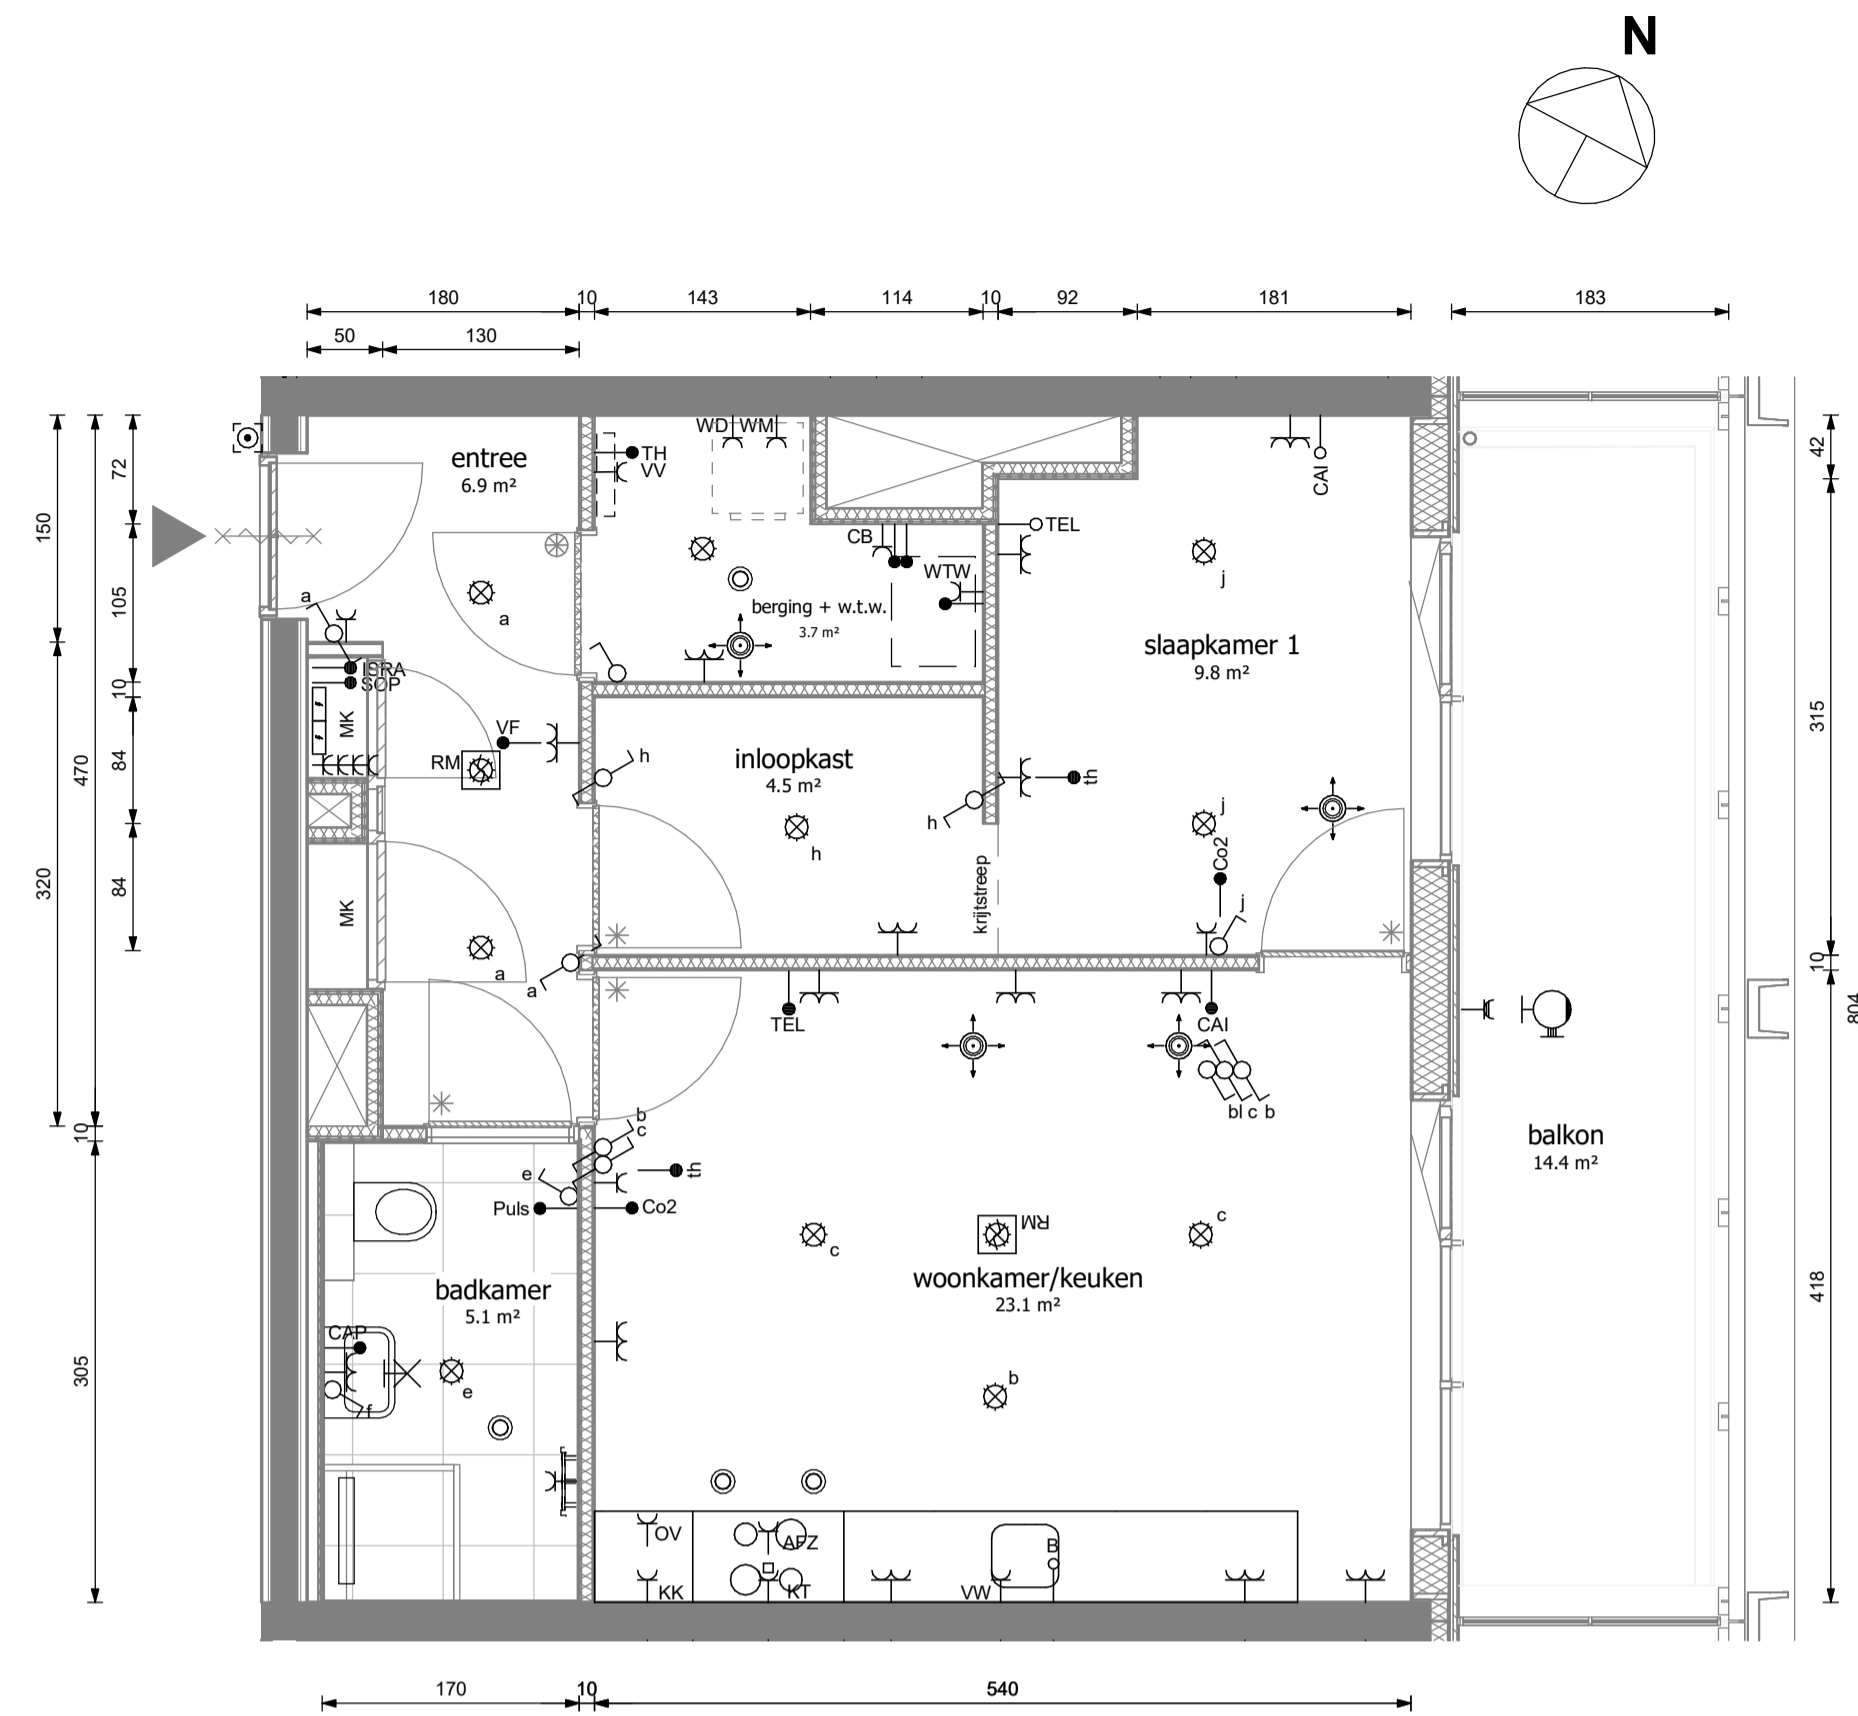 N
180
10
143
114
10
92
181
183
50
130
WD
WM
entree
6.9 m²
TH
VV
CAI
42
72
150
TEL
CB
WTW
j
a
105
a
berging + w.t.w.
3.7 m²
slaapkamer 1
9.8 m²
ISRA
SOP
10
MK
VF
RM
h
inloopkast
4.5 m²
th
315
84
470
h
j
h
Co2
krijtstreep
j
84
320
MK
a
a
10
TEL
CAI
804
bl c b
b
c
10
e
th
Puls
Co2
balkon
14.4 m²
c
RM
c
woonkamer/keuken
23.1 m²
badkamer
5.1 m²
418
CAP
e
f
b
305
OV
AFZ
B
KK
KT
VW
170
10
540